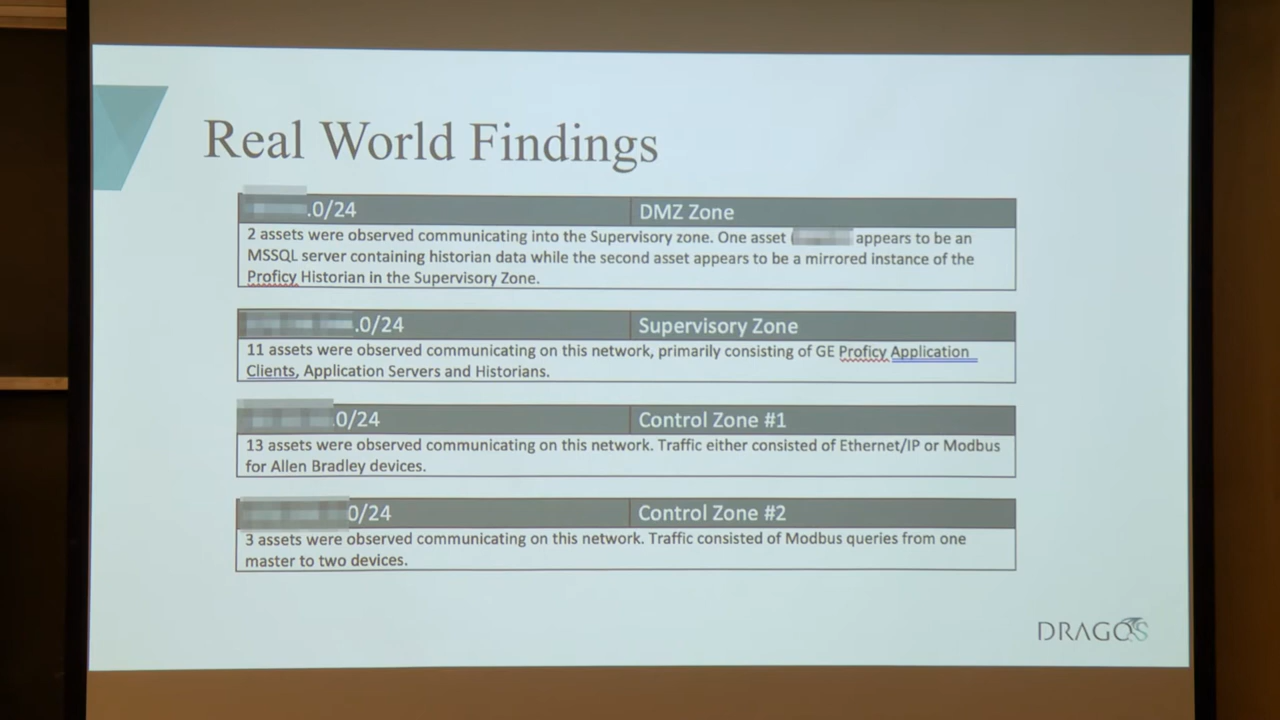 Real World Findings
.0/24 DMZ Zone
2 assets were observed communicating into the Supervisory zone. One asset ( appears to be an
MSSQL server containing historian data while the second asset appears to be a mirrored instance of the
Proficy Historian in the Supervisory Zone.
.0/24 Supervisory Zone
11 assets were observed communicating on this network, primarily consisting of GE Proficy Application
Clients, Application Servers and Historians.
.0/24 Control Zone #1
13 assets were observed communicating on this network. Traffic either consisted of Ethernet/IP or Modbus
for Allen Bradley devices.
0/24 Control Zone #2
3 assets were observed communicating on this network. Traffic consisted of Modbus queries from one
master to two devices.
DRAGOS